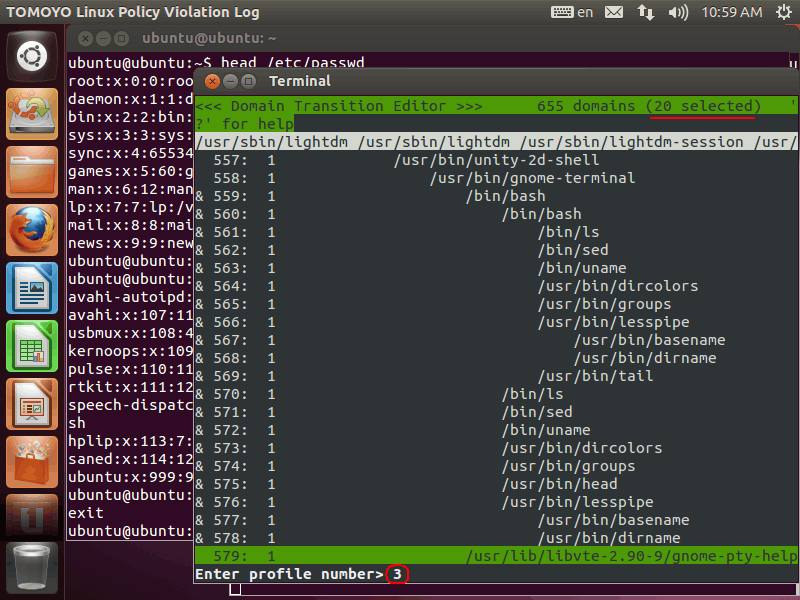 TOMOYO Linux Policy Violation Log
en
10:59 AM
ubuntu@ubuntu: ~
ubuntu@ubuntu:~$ head /etc/passwd
root:x:0:0:roo
daemon:x:1:1:d
bin:x:2:2:bin:
sys:x:3:3:sys:
sync:x:4:65534
games:x:5:60:g
man:x:6:12:man
lp:x:7:7:lp:/v
mail:x:8:8:mai
news:x:9:9:new
ubuntu@ubuntu:
ubuntu@ubuntu:
avahi-autoipd:
avahi:x:107:11
usbmux:x:108:4
kernoops:x:109
pulse:x:110:11
rtkit:x:111:12
speech-dispatc
sh
hplip:x:113:7:
saned:x:114:12
ubuntu:x:999:9
ubuntu@ubuntu:
exit
ubuntu@ubuntu:
Terminal
<<< Domain Transition Editor >>>      655 domains (20 selected)   '
?' for help
/usr/sbin/lightdm /usr/sbin/lightdm /usr/sbin/lightdm-session /usr/
557:  1             /usr/bin/unity-2d-shell
558:  1                 /usr/bin/gnome-terminal
& 559:  1                     /bin/bash
& 560:  1                         /bin/bash
& 561:  1                             /bin/ls
& 562:  1                             /bin/sed
& 563:  1                             /bin/uname
& 564:  1                             /usr/bin/dircolors
& 565:  1                             /usr/bin/groups
& 566:  1                             /usr/bin/lesspipe
& 567:  1                                 /usr/bin/basename
& 568:  1                                 /usr/bin/dirname
& 569:  1                             /usr/bin/tail
& 570:  1                         /bin/ls
& 571:  1                         /bin/sed
& 572:  1                         /bin/uname
& 573:  1                         /usr/bin/dircolors
& 574:  1                         /usr/bin/groups
& 575:  1                         /usr/bin/head
& 576:  1                         /usr/bin/lesspipe
& 577:  1                             /usr/bin/basename
& 578:  1                             /usr/bin/dirname
579:  1                     /usr/lib/libvte-2.90-9/gnome-pty-help
Enter profile number> 3